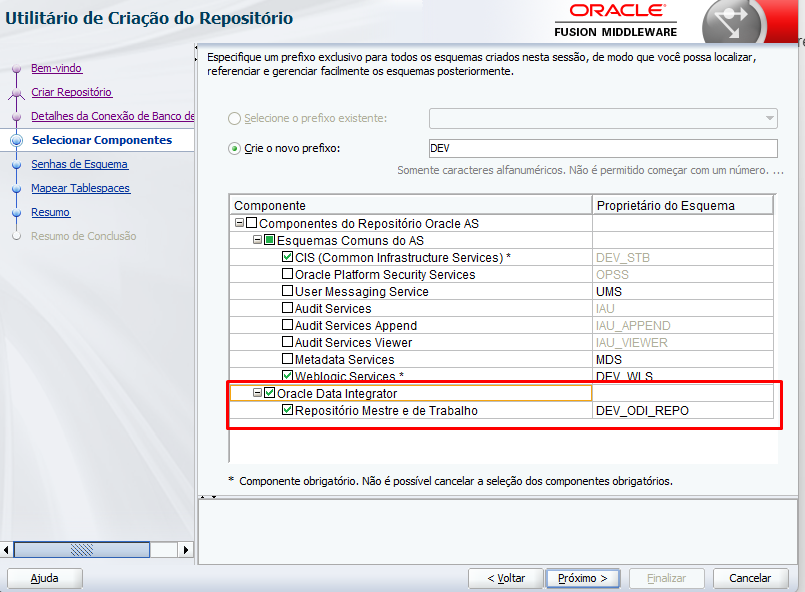 Utilitário de Criação do Repositório
ORACLE
FUSION MIDDLEWARE
Bem-vindo
Criar Repositório
Detalhes da Conexão de Banco de
Selecionar Componentes
Senhas de Esquema
Mapear Tablespaces
Resumo
Resumo de Conclusão
Especifique um prefixo exclusivo para todos os esquemas criados nesta sessão, de modo que você possa localizar,
referenciar e gerenciar facilmente os esquemas posteriormente.
Selecione o prefixo existente:
Crie o novo prefixo: DEV
Somente caracteres alfanuméricos. Não é permitido começar com um número. ...
Componente Proprietário do Esquema
Componentes do Repositório Oracle AS
Esquemas Comuns do AS
CIS (Common Infrastructure Services) * DEV_STB
Oracle Platform Security Services OPSS
User Messaging Service UMS
Audit Services IAU
Audit Services Append IAU_APPEND
Audit Services Viewer IAU_VIEWER
Metadata Services MDS
Weblogic Services * DEV_WLS
Oracle Data Integrator
Repositório Mestre e de Trabalho DEV_ODI_REPO
* Componente obrigatório. Não é possível cancelar a seleção dos componentes obrigatórios.
Ajuda
< Voltar
Próximo >
Finalizar
Cancelar